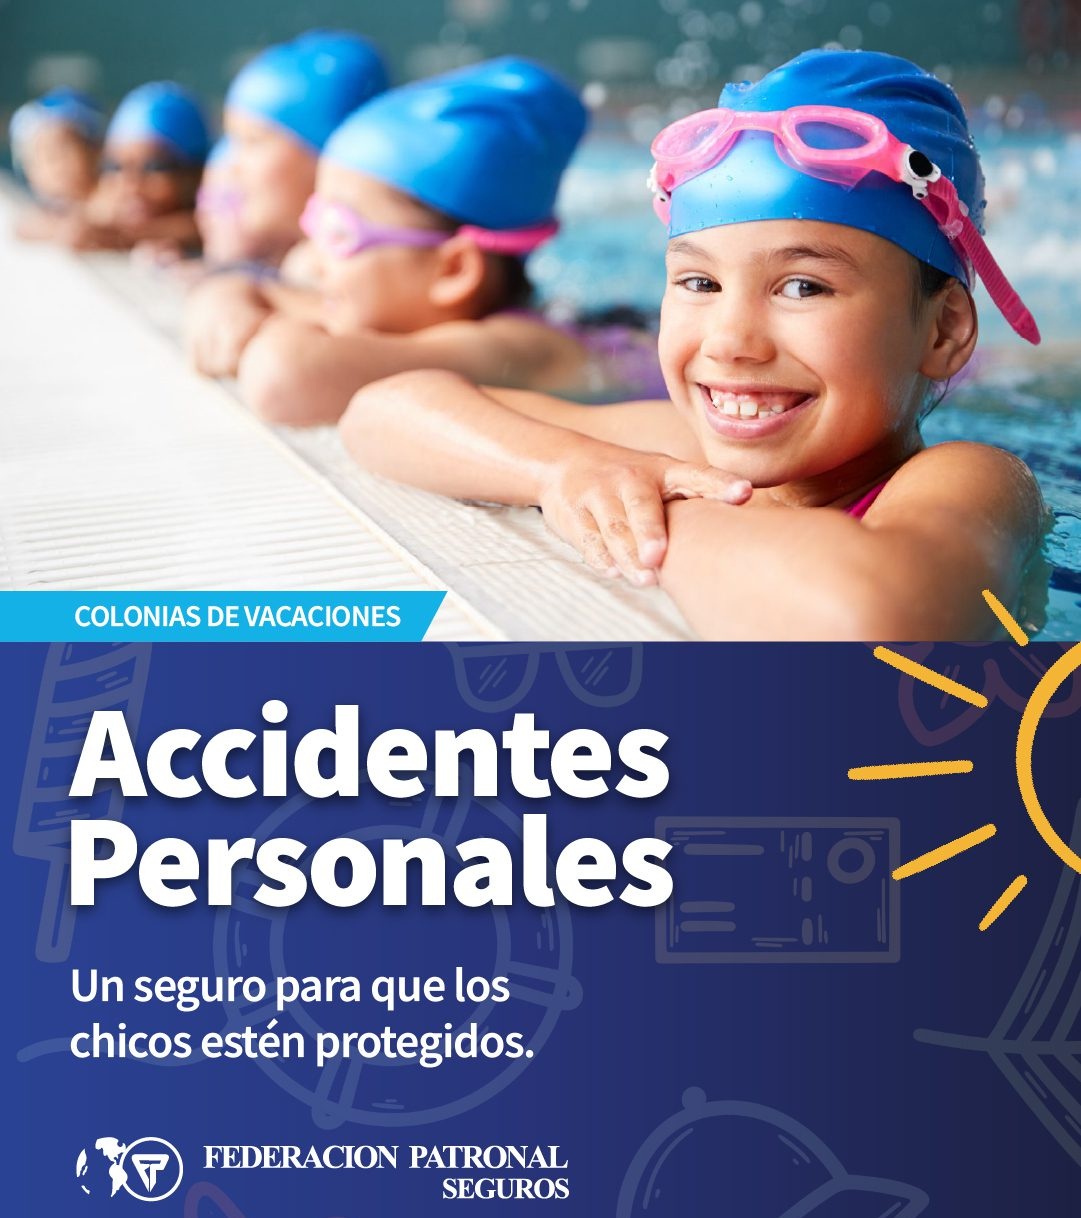 COLONIAS DE VACACIONES
Accidentes
Personales
Un seguro para que los
chicos estén protegidos.
FEDERACION PATRONAL
SEGUROS